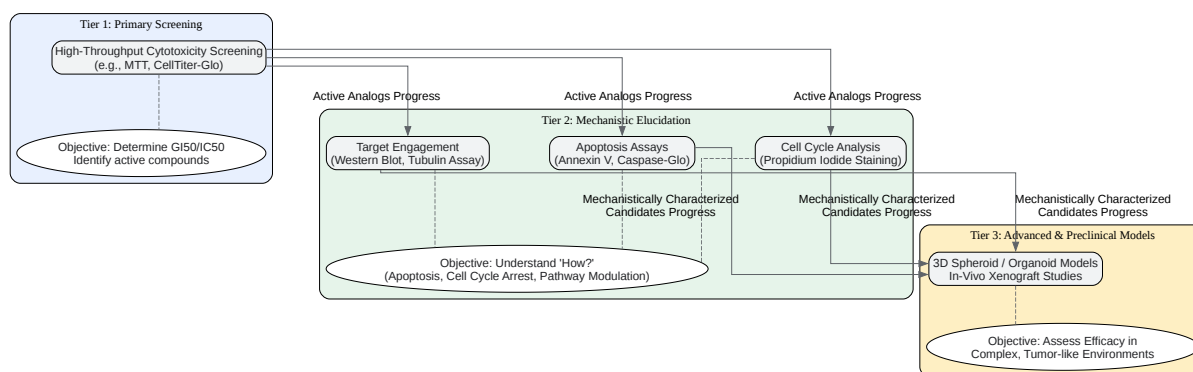 Tier 1: Primary Screening
High-Throughput Cytotoxicity Screening
(e.g., MTT, CellTiter-Glo)
Objective: Determine GI50/IC50
Identify active compounds
Active Analogs Progress
Active Analogs Progress
Active Analogs Progress
Tier 2: Mechanistic Elucidation
Target Engagement
(Western Blot, Tubulin Assay)
Apoptosis Assays
(Annexin V, Caspase-Glo)
Cell Cycle Analysis
(Propidium Iodide Staining)
Mechanistically Characterized
Candidates Progress
Mechanistically Characterized
Candidates Progress
Mechanistically Characterized
Candidates Progress
Objective: Understand 'How?'
(Apoptosis, Cell Cycle Arrest, Pathway Modulation)
Tier 3: Advanced & Preclinical Models
3D Spheroid / Organoid Models
In-Vivo Xenograft Studies
Objective: Assess Efficacy in
Complex, Tumor-like Environments